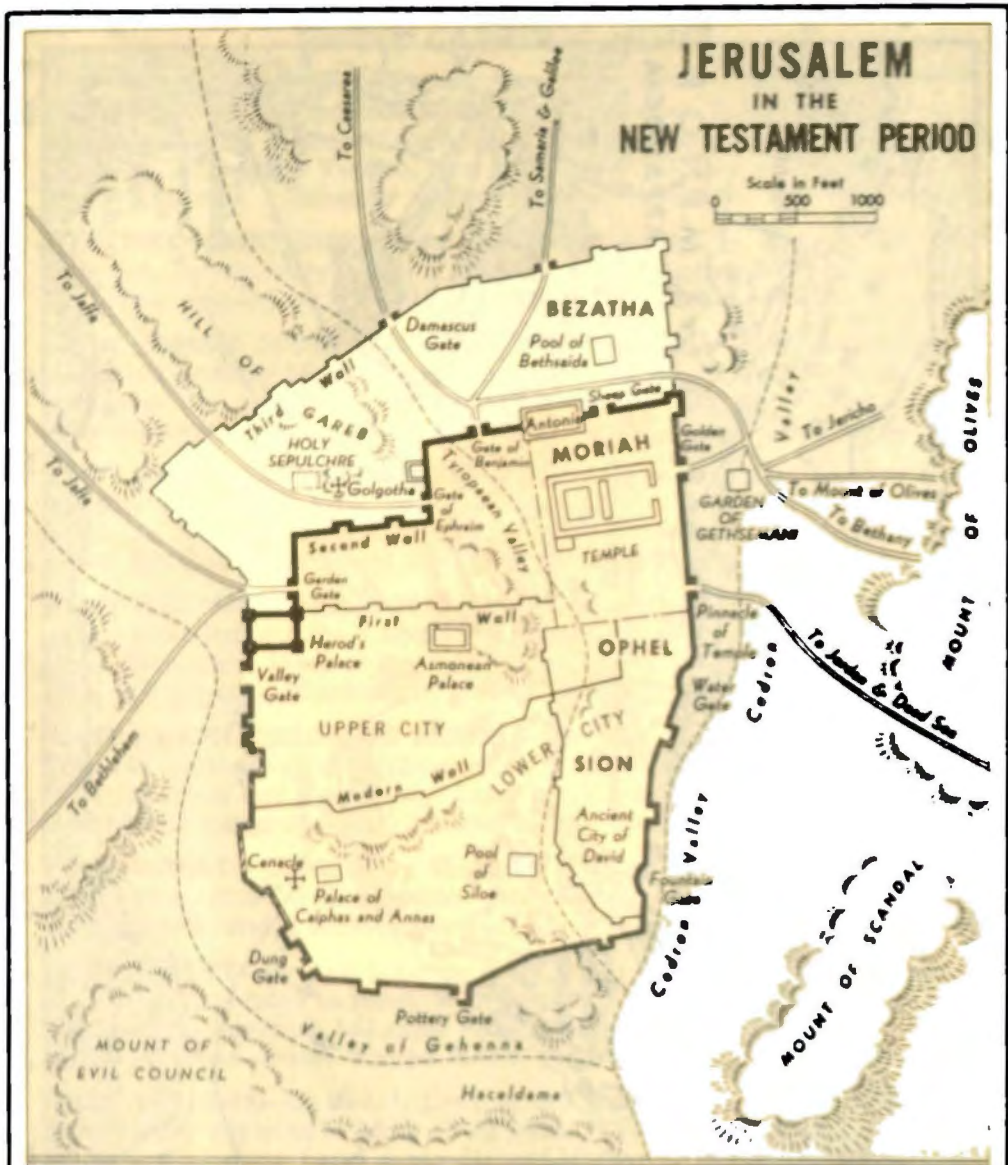 JERUSALEM
IN THE
NEW TESTAMENT PERIOD
Scale in Feet
0 500 1000
To Caesarea
To Samaria & Galilee
To Jaffa
HILL OF
GAREB
Damascus
Gate
BEZATHA
Pool of
Bethsaida
Third Wall
Sheep Gate
HOLY
SEPULCHRE
Golgotha
Gate of
Benjamin
Antonia
MORIAH
Golden
Gate
Valley
To Jericho
To Mount of Olives
To Bethany
GARDEN
OF
GETHSEMANI
MOUNT OF OLIVES
To Jaffa
Gate
of
Ephraim
Tyropoean Valley
Second Wall
TEMPLE
Garden
Gate
First Wall
Herod's
Palace
Asmonean
Palace
OPHEL
Pinnacle
of
Temple
Water
Gate
Cedron
To Jordan & Dead Sea
Valley
Gate
UPPER CITY
LOWER CITY
To Bethlehem
Modern Wall
SION
Ancient
City of
David
Cenacle
Palace of
Caiphas and Annas
Pool
of
Siloe
Fountain
Cedron Valley
MOUNT OF SCANDAL
Dung
Gate
Pottery Gate
Valley of Gehenna
MOUNT OF
EVIL COUNCIL
Haceldama